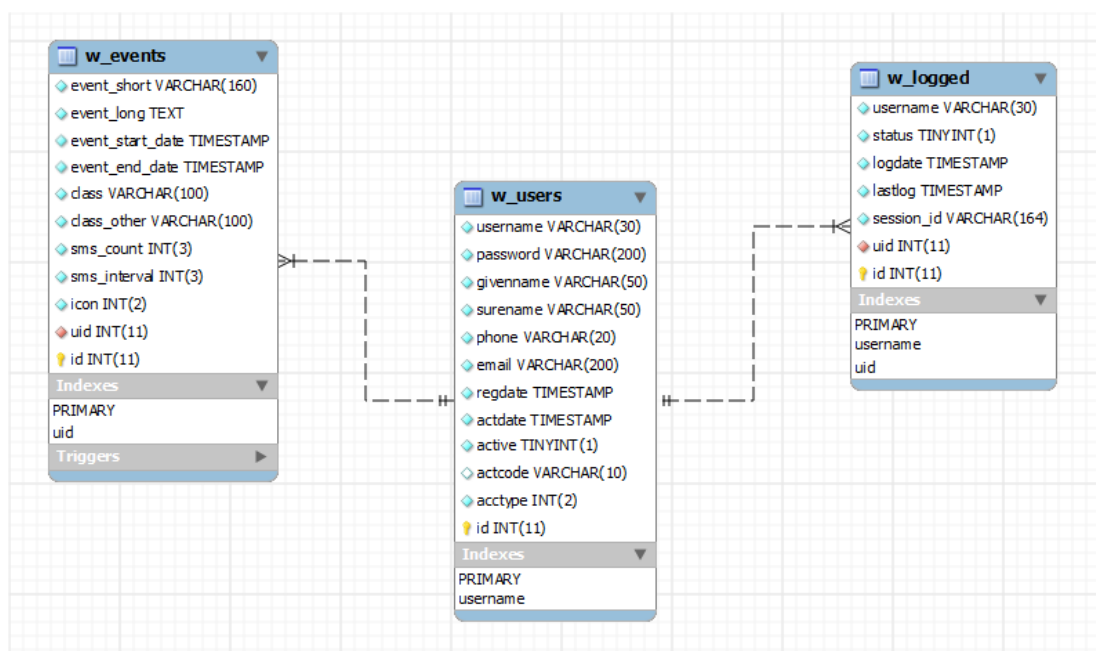 w_events
event_short VARCHAR(160)
event_long TEXT
event_start_date TIMESTAMP
event_end_date TIMESTAMP
class VARCHAR(100)
class_other VARCHAR(100)
sms_count INT(3)
sms_interval INT(3)
icon INT(2)
uid INT(11)
id INT(11)
Indexes
PRIMARY
uid
Triggers
w_users
username VARCHAR(30)
password VARCHAR(200)
givenname VARCHAR(50)
surename VARCHAR(50)
phone VARCHAR(20)
email VARCHAR(200)
regdate TIMESTAMP
actdate TIMESTAMP
active TINYINT(1)
actcode VARCHAR(10)
acctype INT(2)
id INT(11)
Indexes
PRIMARY
username
w_logged
username VARCHAR(30)
status TINYINT(1)
logdate TIMESTAMP
lastlog TIMESTAMP
session_id VARCHAR(164)
uid INT(11)
id INT(11)
Indexes
PRIMARY
username
uid